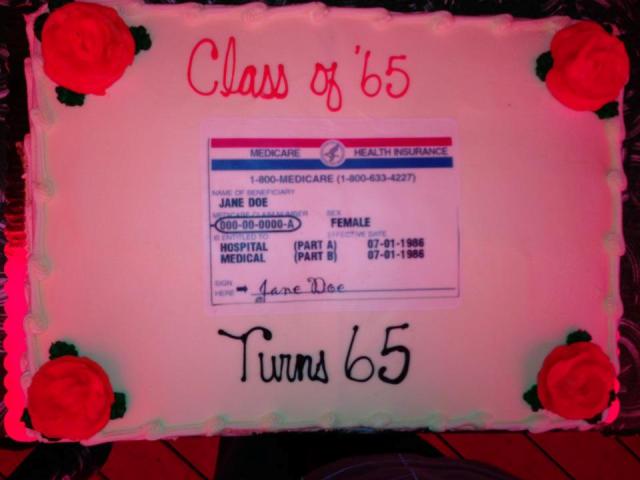 Class of '65
MEDICARE HEALTH INSURANCE
1-800-MEDICARE (1-800-633-4227)
NAME OF BENEFICIARY
JANE DOE
MEDICARE CLAIM NUMBER SEX
000-00-0000-A FEMALE
IS ENTITLED TO EFFECTIVE DATE
HOSPITAL (PART A) 07-01-1986
MEDICAL (PART B) 07-01-1986
SIGN
HERE Jane Doe
Turns 65